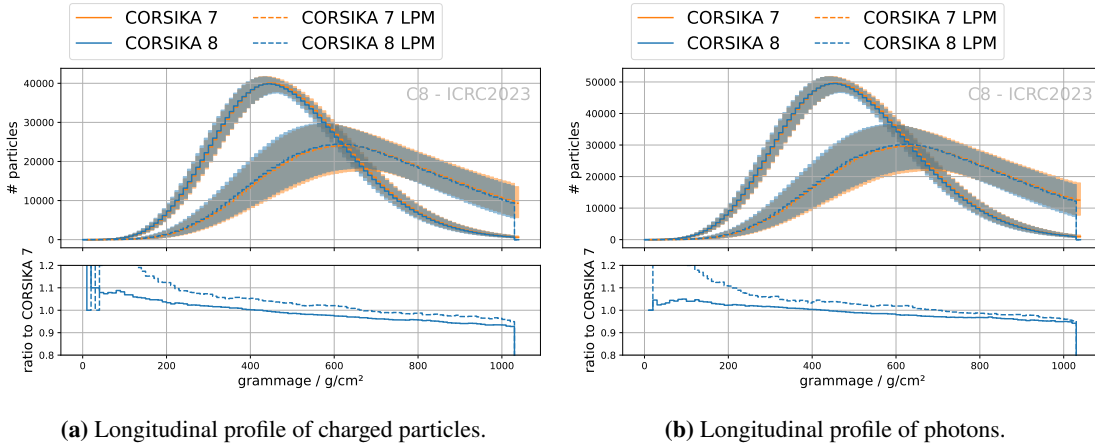 CORSIKA 7
CORSIKA 8
CORSIKA 7 LPM
CORSIKA 8 LPM
C8 - ICRC2023
# particles
40000
30000
20000
10000
0
ratio to CORSIKA 7
1.2
1.1
1.0
0.9
0.8
0 200 400 600 800 1000
grammage / g/cm²
(a) Longitudinal profile of charged particles.
CORSIKA 7
CORSIKA 8
CORSIKA 7 LPM
CORSIKA 8 LPM
C8 - ICRC2023
# particles
50000
40000
30000
20000
10000
0
ratio to CORSIKA 7
1.2
1.1
1.0
0.9
0.8
0 200 400 600 800 1000
grammage / g/cm²
(b) Longitudinal profile of photons.